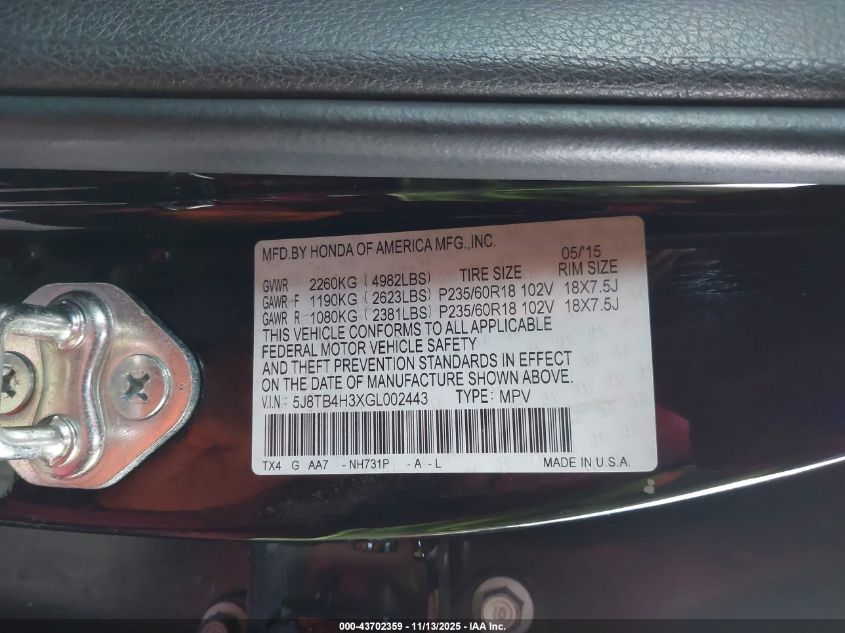 MFD.BY HONDA OF AMERICA MFG.,INC. 05/'15
GVWR 2260KG (4982LBS) TIRE SIZE RIM SIZE
GAWR F 1190KG (2623LBS) P235/60R18 102V 18X7.5J
GAWR R 1080KG (2381LBS) P235/60R18 102V 18X7.5J
THIS VEHICLE CONFORMS TO ALL APPLICABLE
FEDERAL MOTOR VEHICLE SAFETY
AND THEFT PREVENTION STANDARDS IN EFFECT
ON THE DATE OF MANUFACTURE SHOWN ABOVE.
V.I.N.: 5J8TB4H3XGL002443 TYPE: MPV
TX4 G AA7 -NH731P -A-L MADE IN U.S.A.
000-43702359 - 11/13/2025 - IAA Inc.